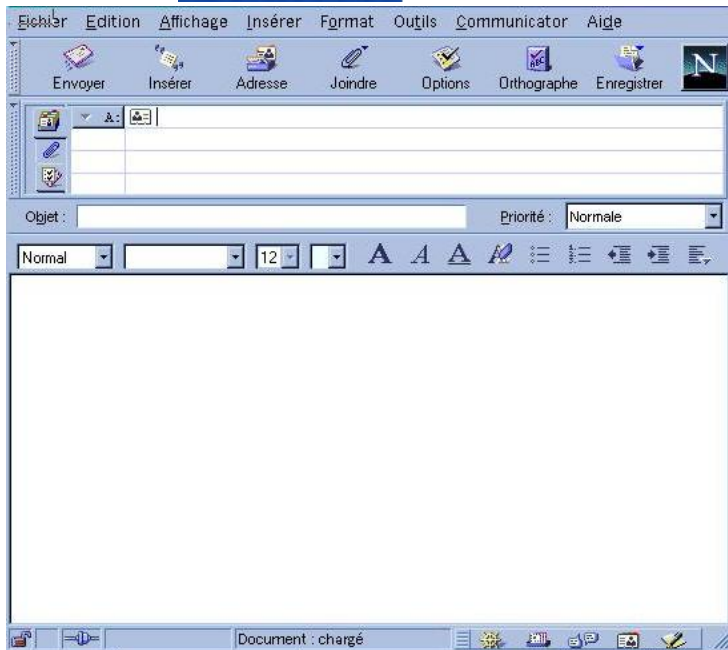 Fichier Edition Affichage Insérer Format Outils Communicator Aide
Envoyer Insérer Adresse Joindre Options Orthographe Enregistrer N
A:
Objet : Priorité : Normale
Normal 12 A A A
Document : chargé